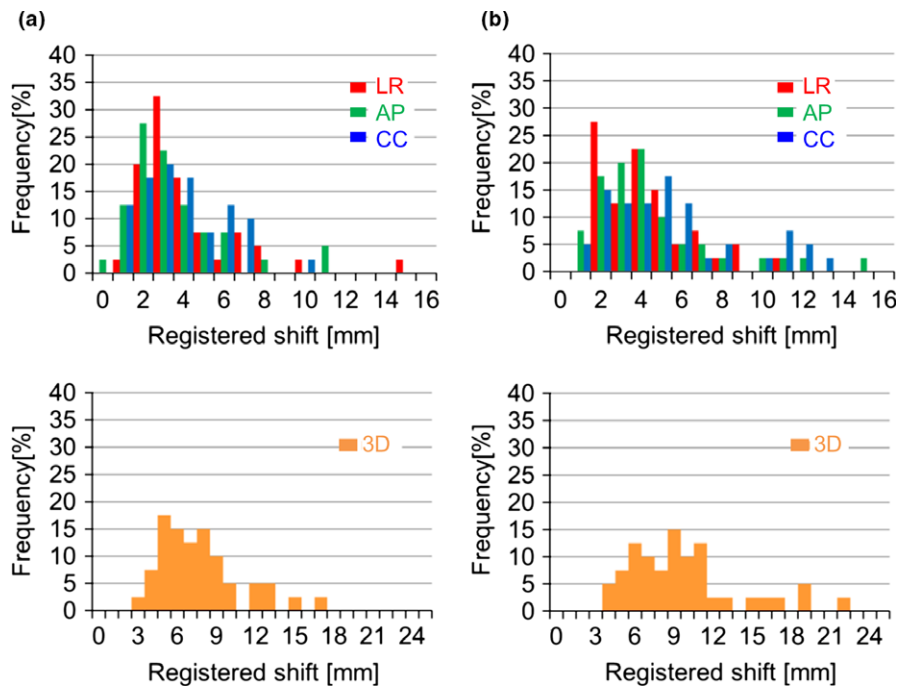 (a)
40
35
30
25
20
15
10
5
0
Frequency[%]
LR
AP
CC
0 2 4 6 8 10 12 14 16
Registered shift [mm]
(b)
40
35
30
25
20
15
10
5
0
Frequency[%]
LR
AP
CC
0 2 4 6 8 10 12 14 16
Registered shift [mm]
40
35
30
25
20
15
10
5
0
Frequency[%]
3D
0 3 6 9 12 15 18 21 24
Registered shift [mm]
40
35
30
25
20
15
10
5
0
Frequency[%]
3D
0 3 6 9 12 15 18 21 24
Registered shift [mm]